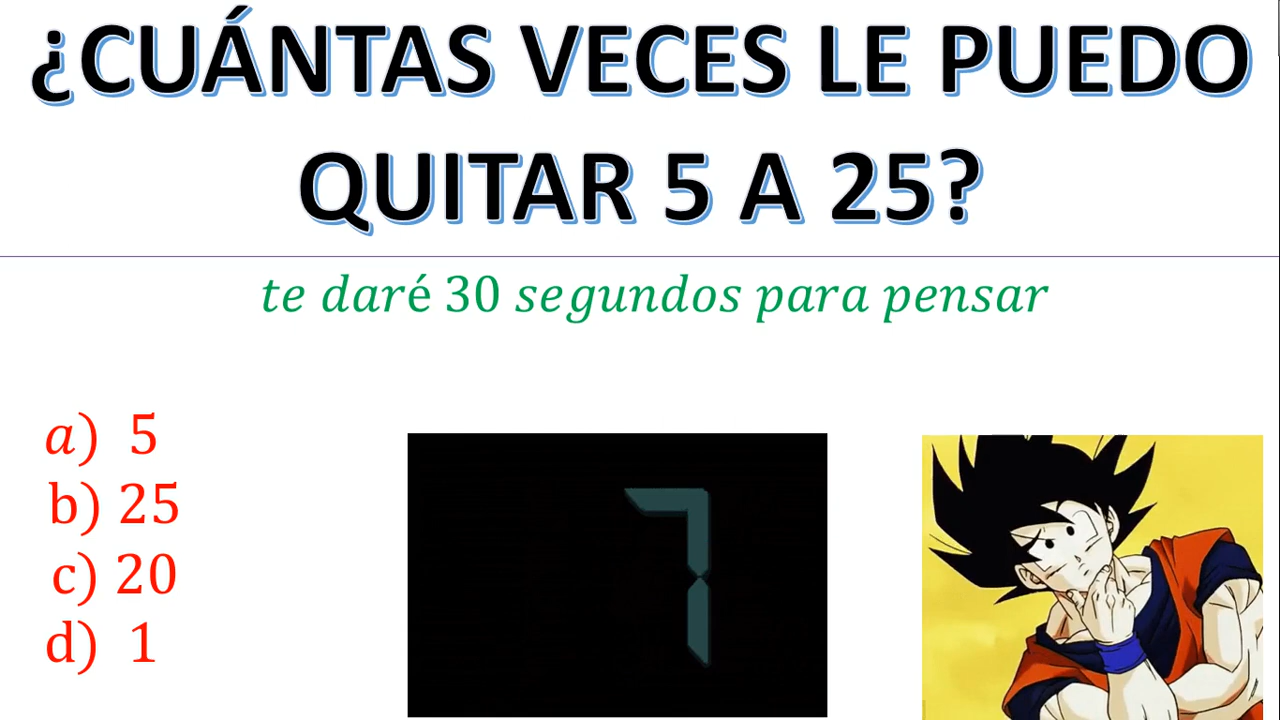 ¿CUÁNTAS VECES LE PUEDO
QUITAR 5 A 25?
te daré 30 segundos para pensar
a) 5
b) 25
c) 20
d) 1
7